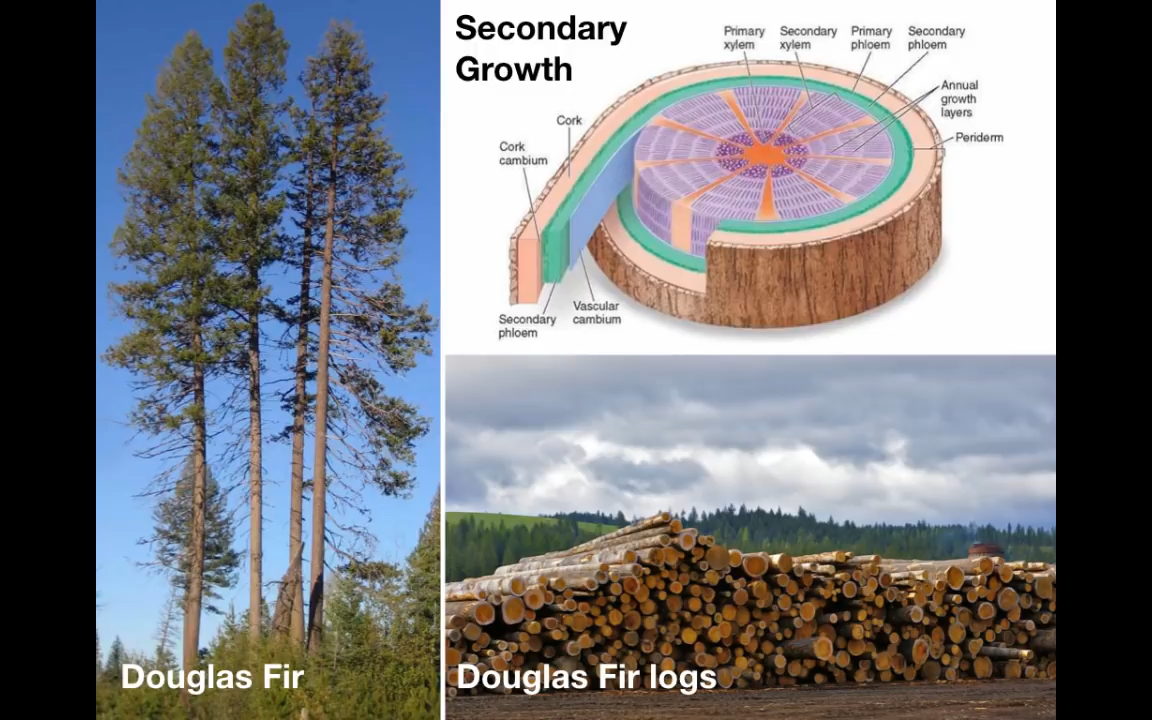 Secondary
Growth
Primary
xylem
Secondary
xylem
Primary
phloem
Secondary
phloem
Annual
growth
layers
Periderm
Cork
Cork
cambium
Vascular
cambium
Secondary
phloem
Douglas Fir
Douglas Fir logs